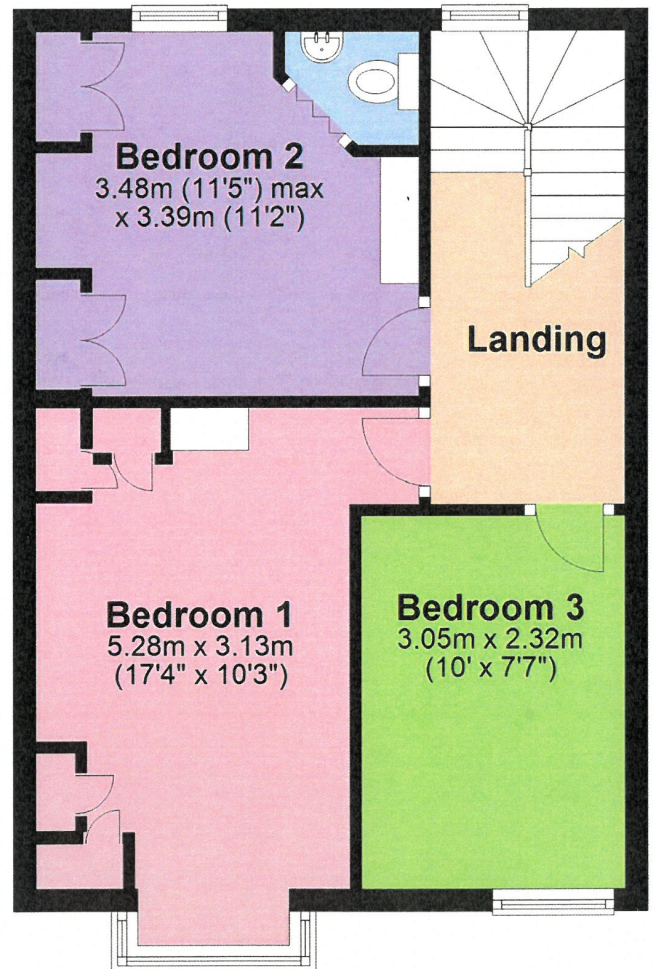 Bedroom 2
3.48m (11'5") max
x 3.39m (11'2")
Landing
Bedroom 1
5.28m x 3.13m
(17'4" x 10'3")
Bedroom 3
3.05m x 2.32m
(10' x 7'7")